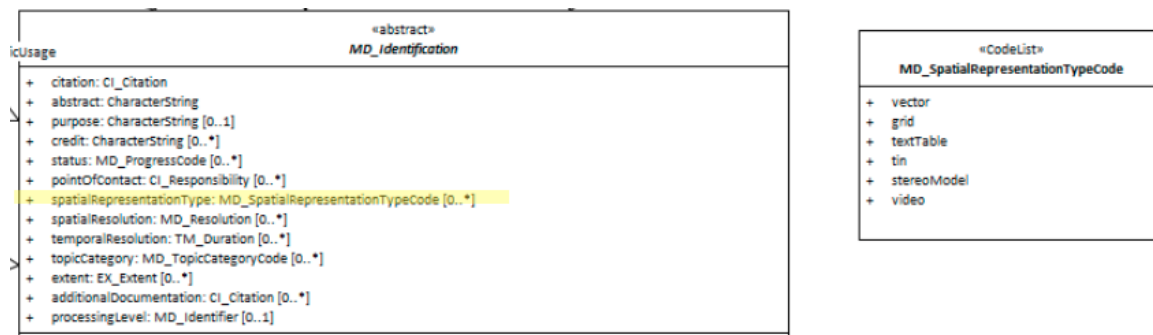 «abstract»
MD_Identification
icUsage
+ citation: CI_Citation
+ abstract: CharacterString
+ purpose: CharacterString [0..1]
+ credit: CharacterString [0..*]
+ status: MD_ProgressCode [0..*]
+ pointOfContact: CI_Responsibility [0..*]
+ spatialRepresentationType: MD_SpatialRepresentationTypeCode [0..*]
+ spatialResolution: MD_Resolution [0..*]
+ temporalResolution: TM_Duration [0..*]
+ topicCategory: MD_TopicCategoryCode [0..*]
+ extent: EX_Extent [0..*]
+ additionalDocumentation: CI_Citation [0..*]
+ processingLevel: MD_Identifier [0..1]
«CodeList»
MD_SpatialRepresentationTypeCode
+ vector
+ grid
+ textTable
+ tin
+ stereoModel
+ video